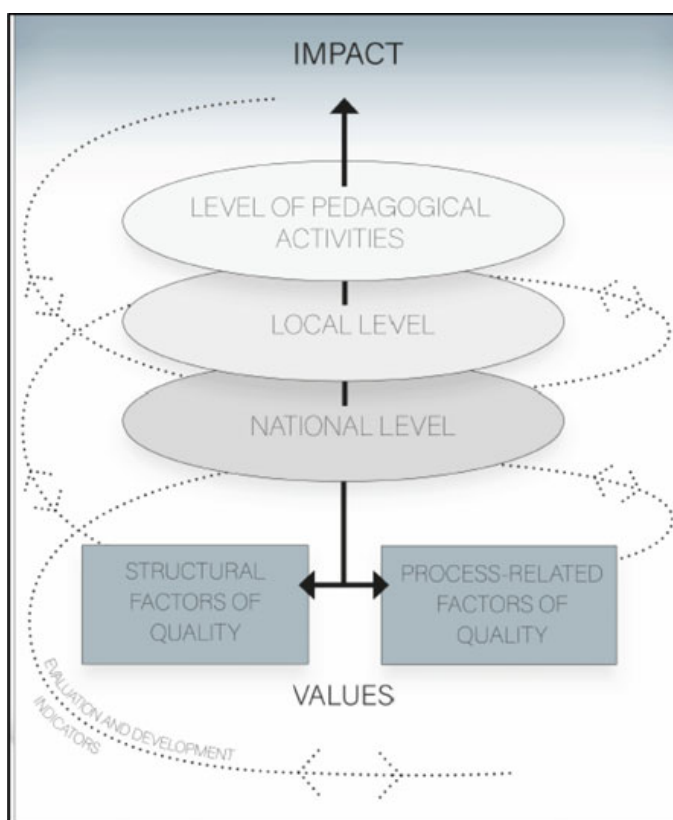 IMPACT
LEVEL OF PEDAGOGICAL
ACTIVITIES
LOCAL LEVEL
NATIONAL LEVEL
STRUCTURAL
FACTORS OF
QUALITY
PROCESS-RELATED
FACTORS OF
QUALITY
VALUES
EVALUATION AND DEVELOPMENT
INDICATORS